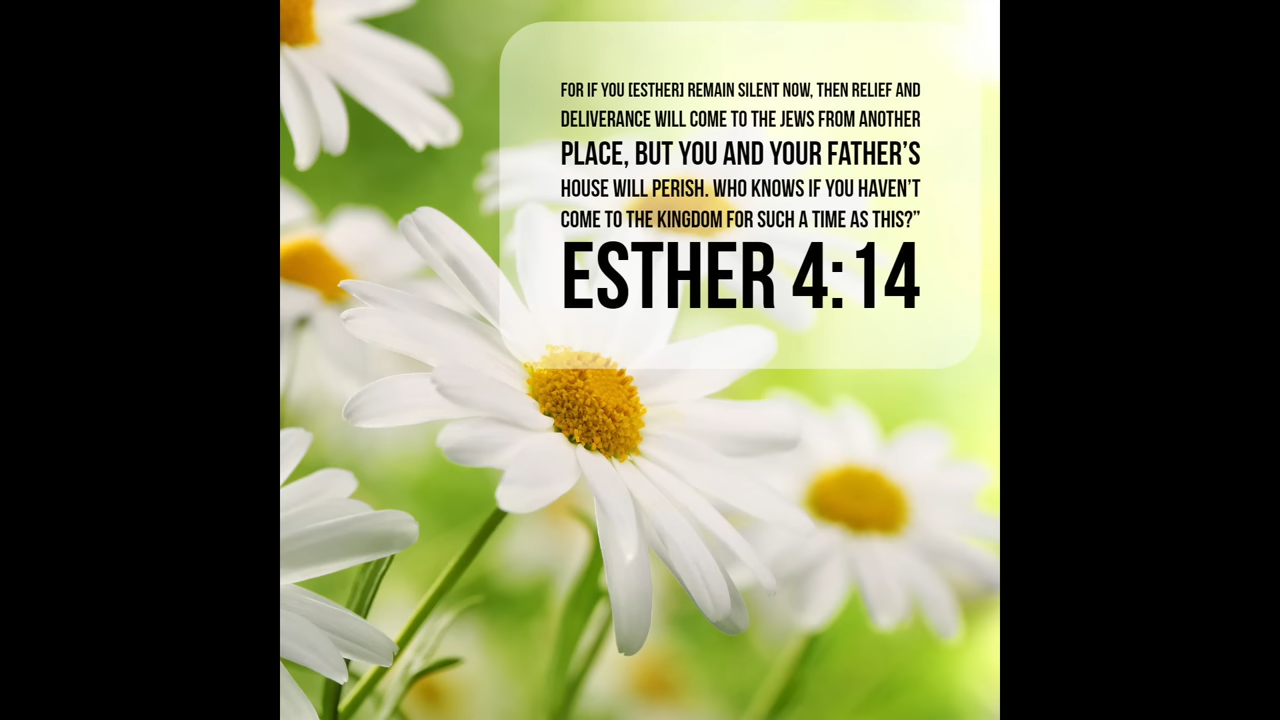 FOR IF YOU [ESTHER] REMAIN SILENT NOW, THEN RELIEF AND
DELIVERANCE WILL COME TO THE JEWS FROM ANOTHER
PLACE, BUT YOU AND YOUR FATHER’S
HOUSE WILL PERISH. WHO KNOWS IF YOU HAVEN’T
COME TO THE KINGDOM FOR SUCH A TIME AS THIS?”
ESTHER 4:14